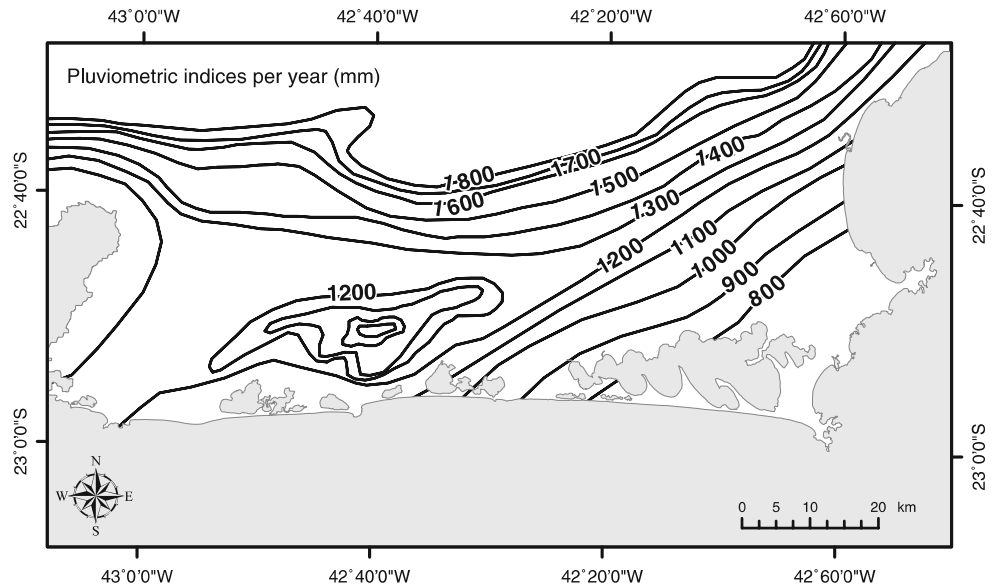 43°0'0"W 42°40'0"W 42°20'0"W 42°60'0"W
Pluviometric indices per year (mm)
1800
1700
1600
1500
1400
1300
1200
1100
1000
900
800
1200
22°40'0"S
22°40'0"S
23°0'0"S
23°0'0"S
N
W E
S
0 5 10 20 km
43°0'0"W 42°40'0"W 42°20'0"W 42°60'0"W